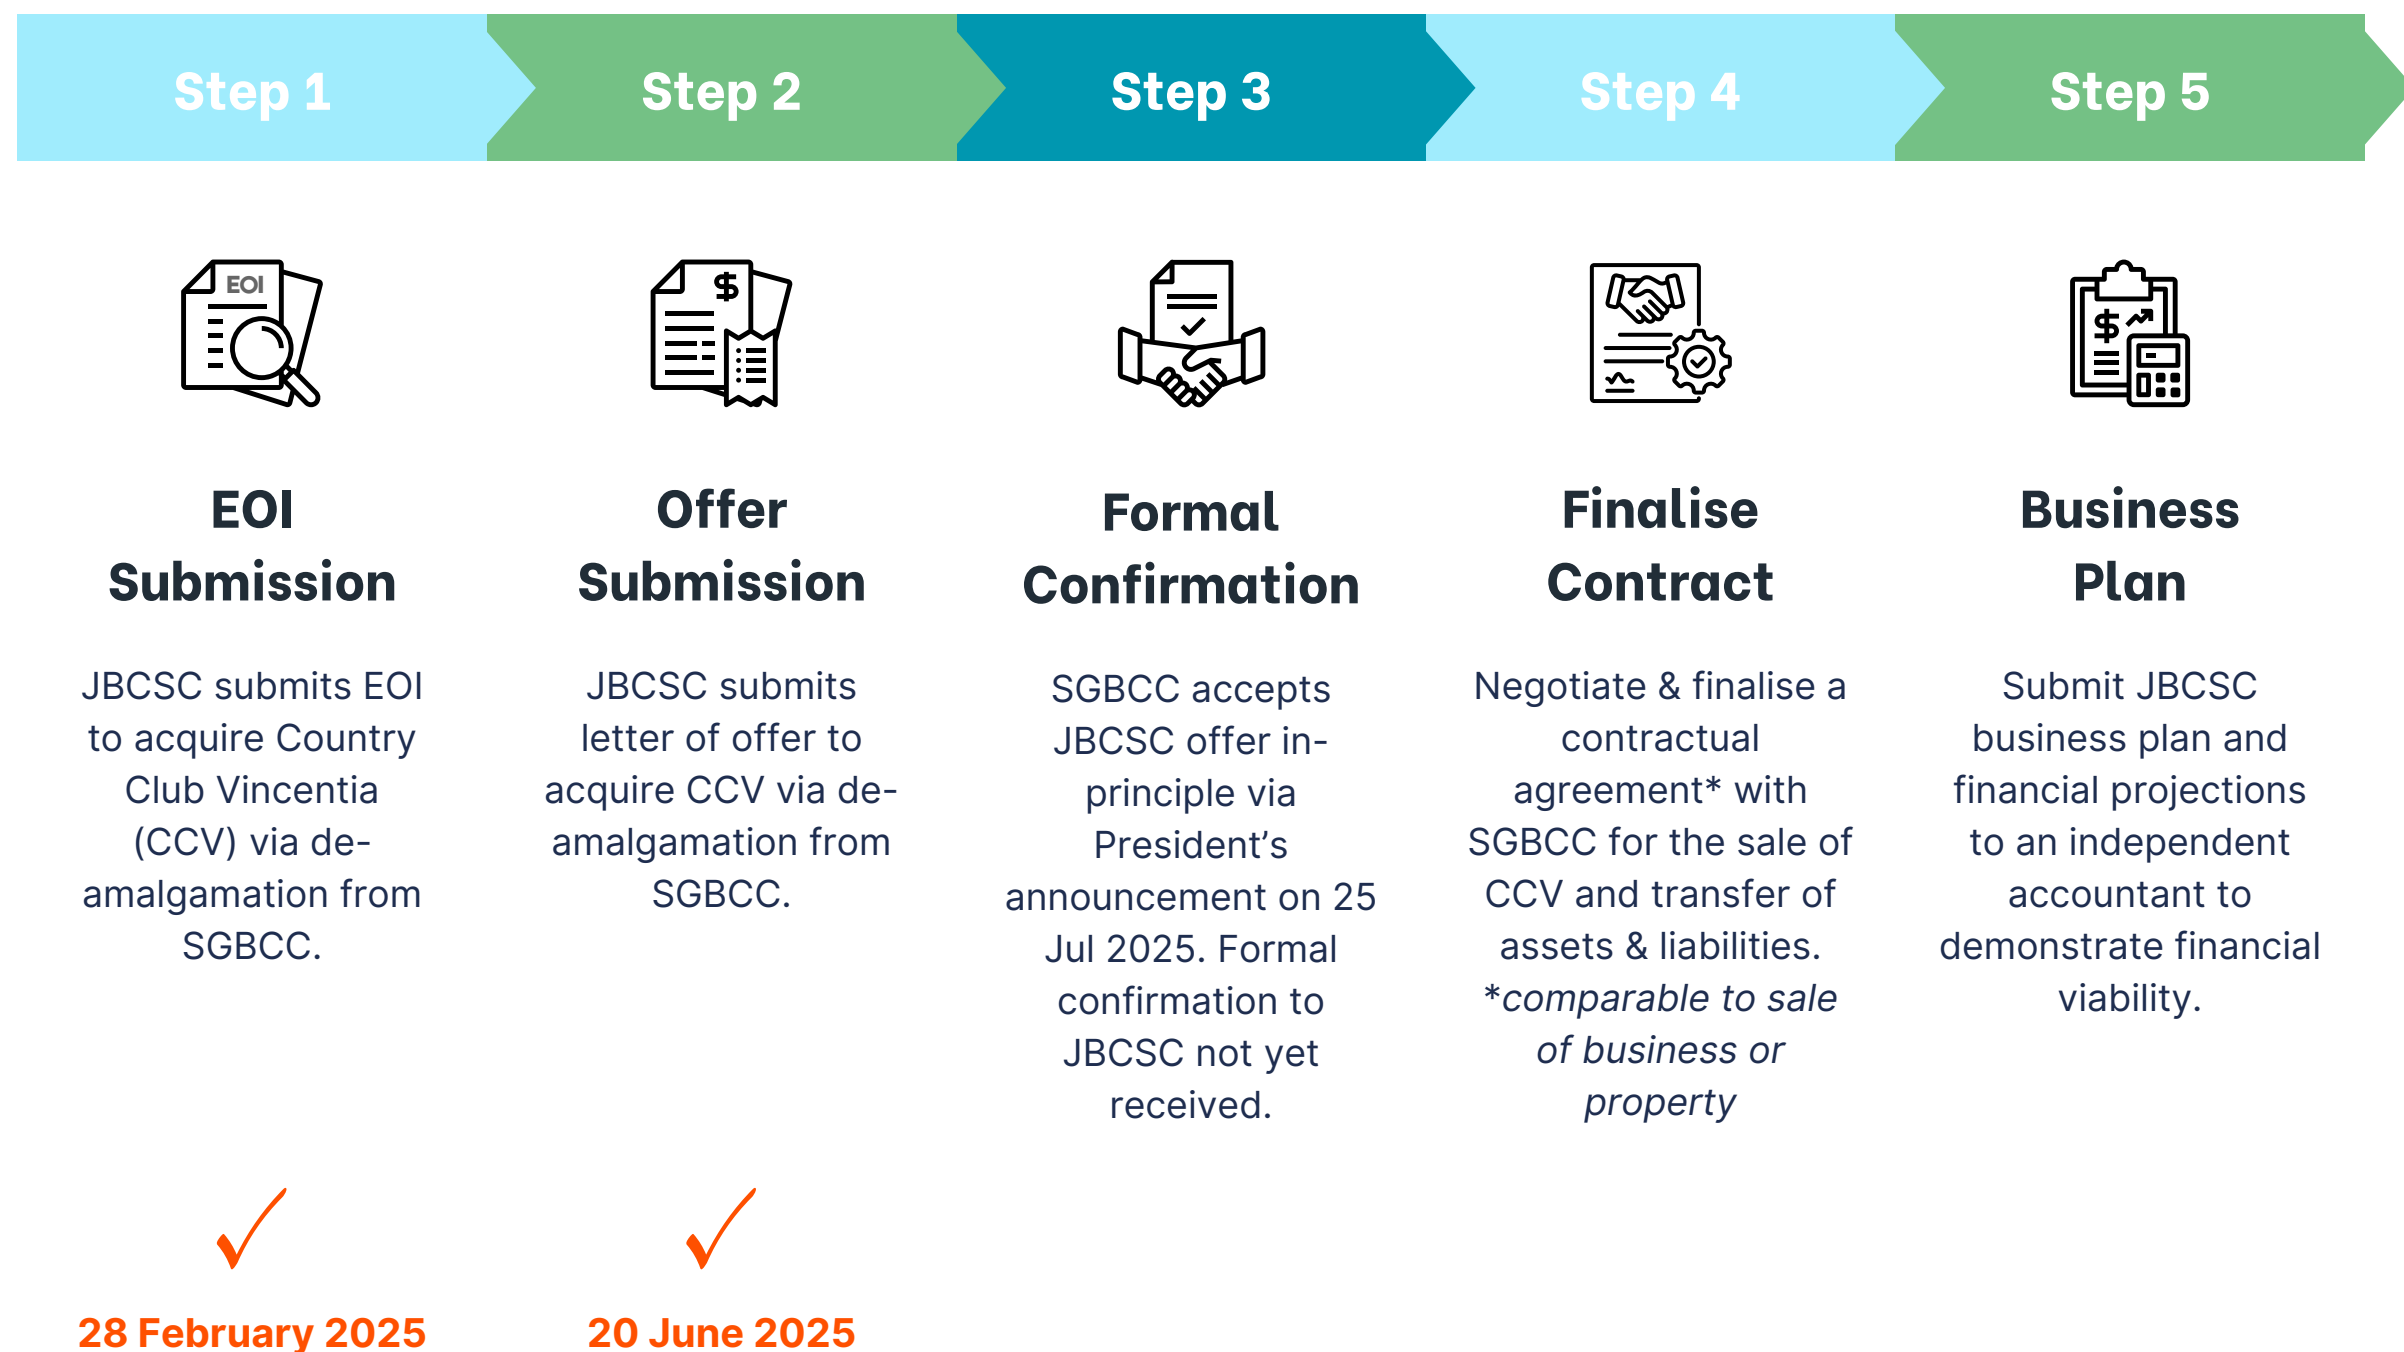 Step 1
Step 2
Step 3
Step 4
Step 5
EOI
$
$
EOI
Submission
JBCSC submits EOI
to acquire Country
Club Vincentia
(CCV) via de-
amalgamation from
SGBCC.
28 February 2025
Offer
Submission
JBCSC submits
letter of offer to
acquire CCV via de-
amalgamation from
SGBCC.
20 June 2025
Formal
Confirmation
SGBCC accepts
JBCSC offer in-
principle via
President’s
announcement on 25
Jul 2025. Formal
confirmation to
JBCSC not yet
received.
Finalise
Contract
Negotiate & finalise a
contractual
agreement* with
SGBCC for the sale of
CCV and transfer of
assets & liabilities.
*comparable to sale
of business or
property
Business
Plan
Submit JBCSC
business plan and
financial projections
to an independent
accountant to
demonstrate financial
viability.